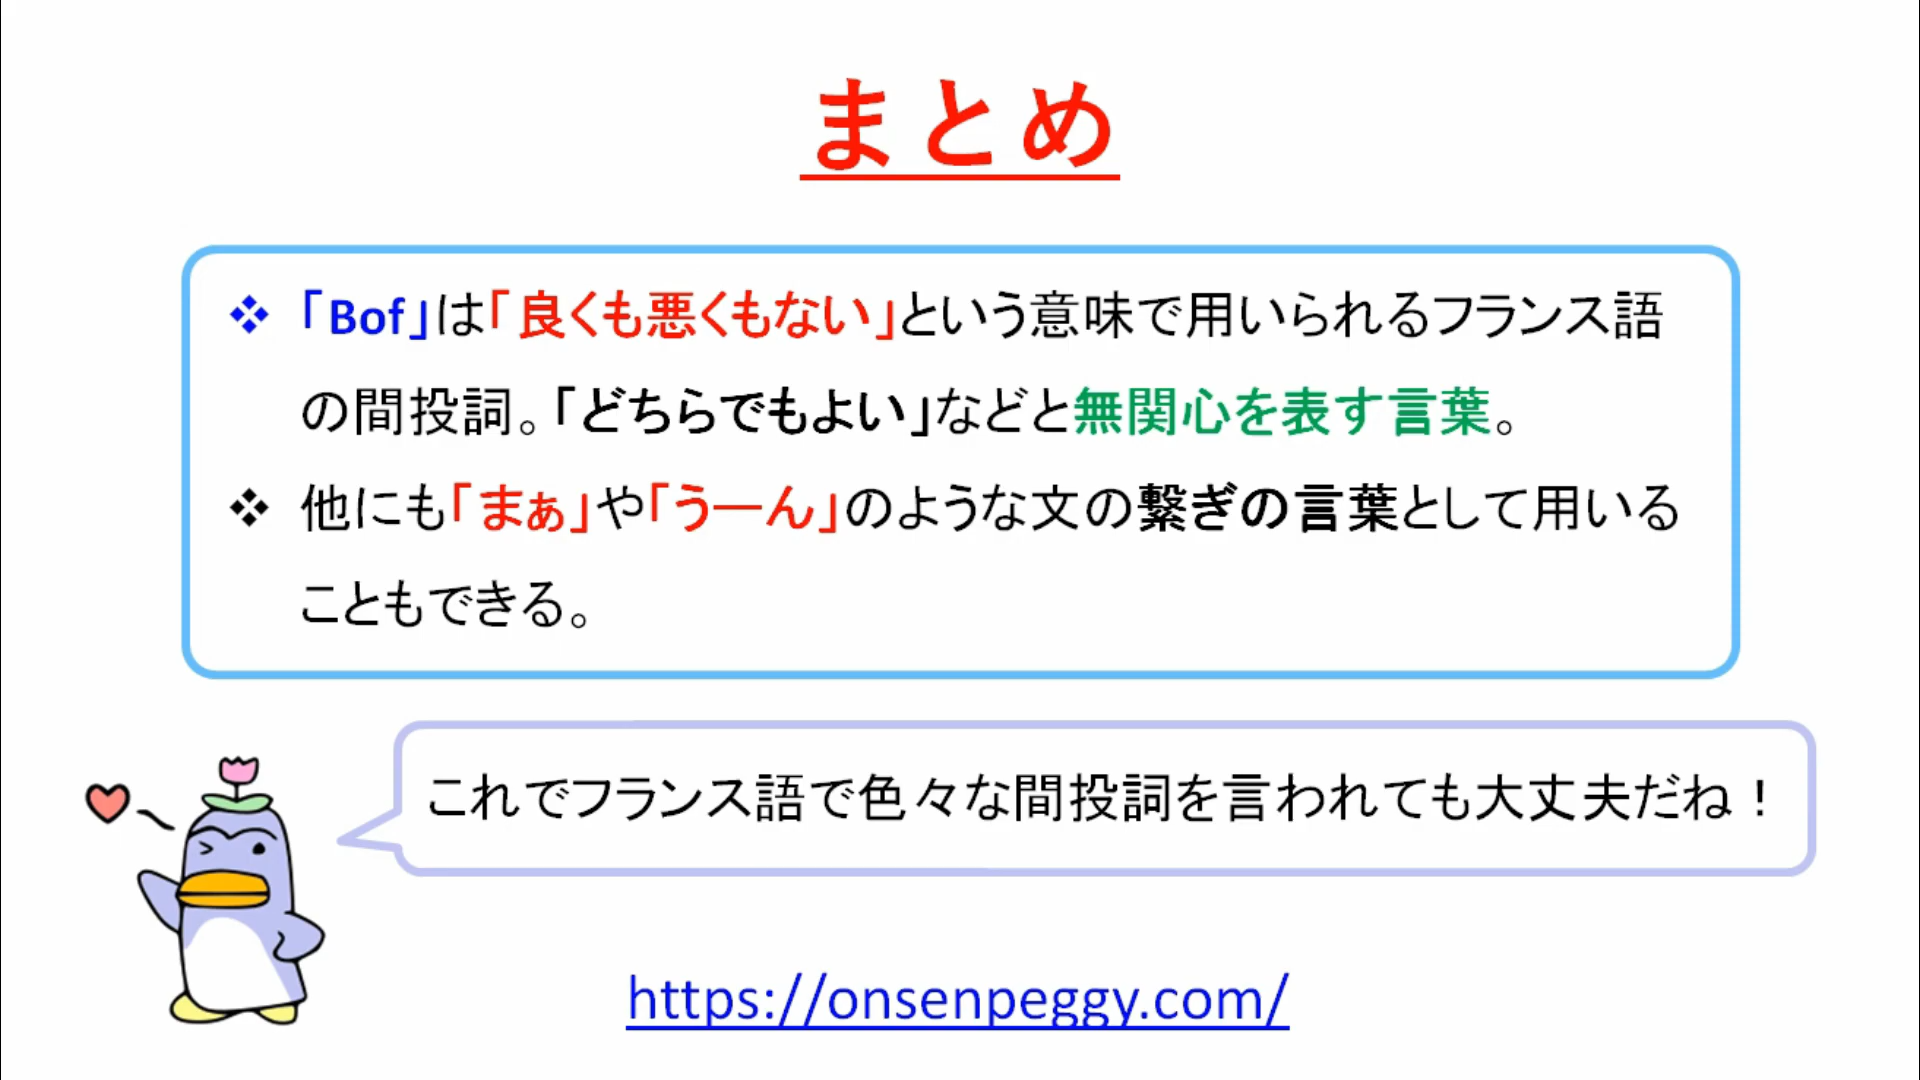 まとめ
「Bof」は「良くも悪くもない」という意味で用いられるフランス語
の間投詞。「どちらでもよい」などと無関心を表す言葉。
他にも「まぁ」や「うーん」のような文の繋ぎの言葉として用いる
こともできる。
これでフランス語で色々な間投詞を言われても大丈夫だね！
https://onsenpeggy.com/